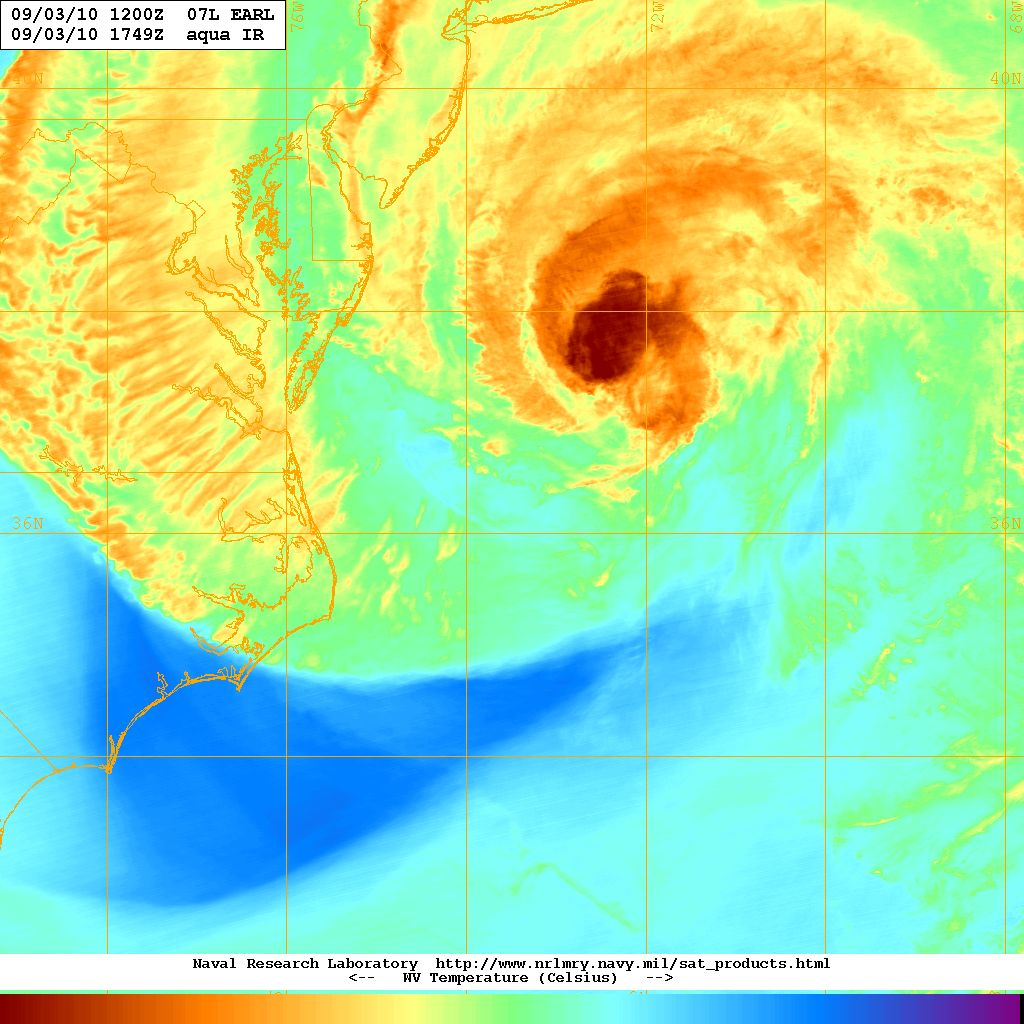 09/03/10 1200Z 07L EARL
09/03/10 1749Z aqua IR
76W
72W
68W
40N
40N
36N
36N
Naval Research Laboratory http://www.nrlmry.navy.mil/sat_products.html
<-- WV Temperature (Celsius) -->